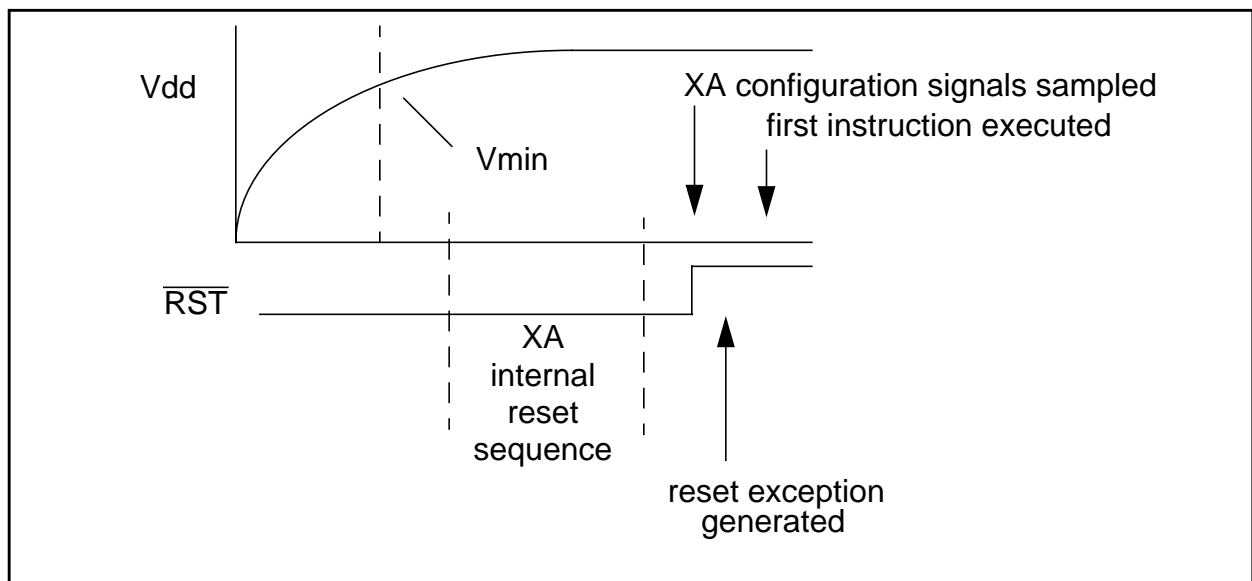 Vdd
Vmin
XA configuration signals sampled
first instruction executed
RST
XA
internal
reset
sequence
reset exception
generated